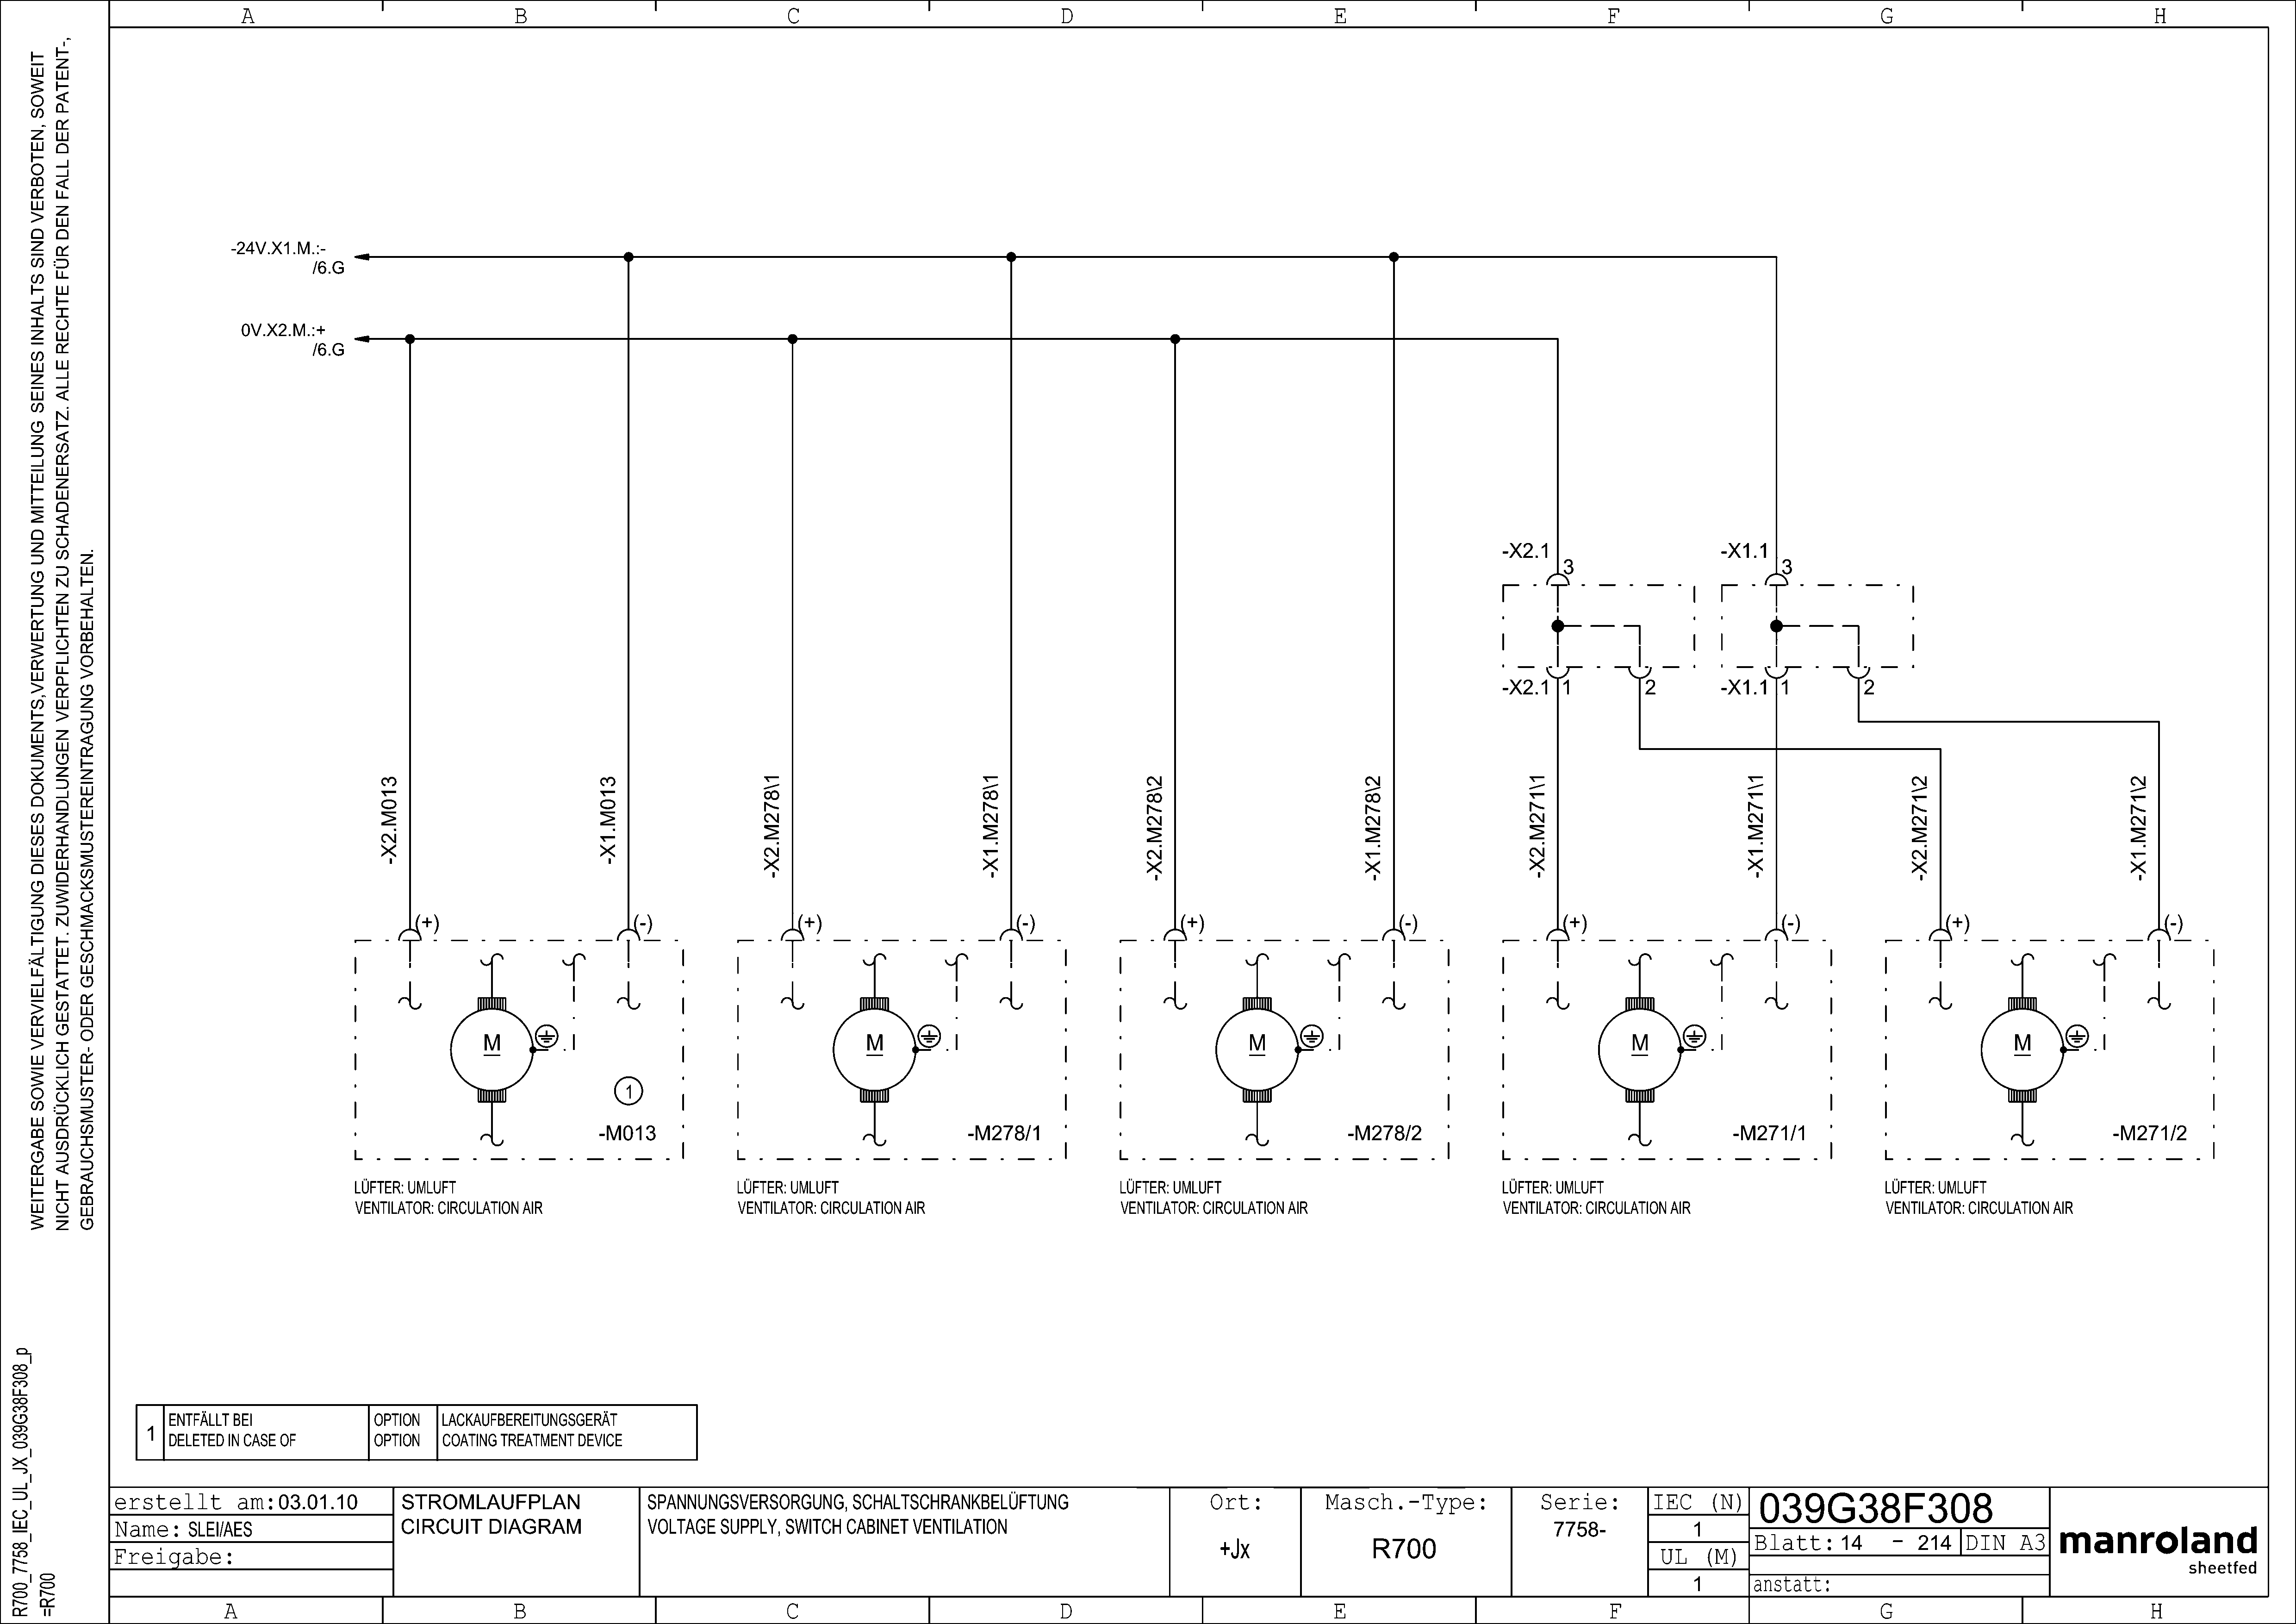 A B C D E F G H
WEITERGABE SOWIE VERVIELFÄLTIGUNG DIESES DOKUMENTS,VERWERTUNG UND MITTEILUNG SEINES INHALTS SIND VERBOTEN, SOWEIT
NICHT AUSDRÜCKLICH GESTATTET. ZUWIDERHANDLUNGEN VERPFLICHTEN ZU SCHADENERSATZ. ALLE RECHTE FÜR DEN FALL DER PATENT-,
GEBRAUCHSMUSTER- ODER GESCHMACKSMUSTEREINTRAGUNG VORBEHALTEN.
R700_7758_IEC_UL_JX_039G38F308_p
=R700
-24V.X1.M.:-
/6.G
0V.X2.M.:+
/6.G
-X2.1 3 -X1.1 3
-X2.1 1 2 -X1.1 1 2
-X2.M013 -X1.M013 -X2.M278\1 -X1.M278\1 -X2.M278\2 -X1.M278\2 -X2.M271\1 -X1.M271\1 -X2.M271\2 -X1.M271\2
(+) (-) (+) (-) (+) (-) (+) (-) (+) (-)
M M M M M
1
-M013 -M278/1 -M278/2 -M271/1 -M271/2
LÜFTER: UMLUFT LÜFTER: UMLUFT LÜFTER: UMLUFT LÜFTER: UMLUFT LÜFTER: UMLUFT
VENTILATOR: CIRCULATION AIR VENTILATOR: CIRCULATION AIR VENTILATOR: CIRCULATION AIR VENTILATOR: CIRCULATION AIR VENTILATOR: CIRCULATION AIR
1 ENTFÄLLT BEI OPTION LACKAUFBEREITUNGSGERÄT
DELETED IN CASE OF OPTION COATING TREATMENT DEVICE
erstellt am: 03.01.10
Name: SLEI/AES
Freigabe:
STROMLAUFPLAN
CIRCUIT DIAGRAM
SPANNUNGSVERSORGUNG, SCHALTSCHRANKBELÜFTUNG
VOLTAGE SUPPLY, SWITCH CABINET VENTILATION
Ort:
+Jx
Masch.-Type:
R700
Serie:
7758-
IEC (N)
1
UL (M)
1
039G38F308
Blatt: 14 - 214 DIN A3
anstatt:
manroland
sheetfed
A B C D E F G H